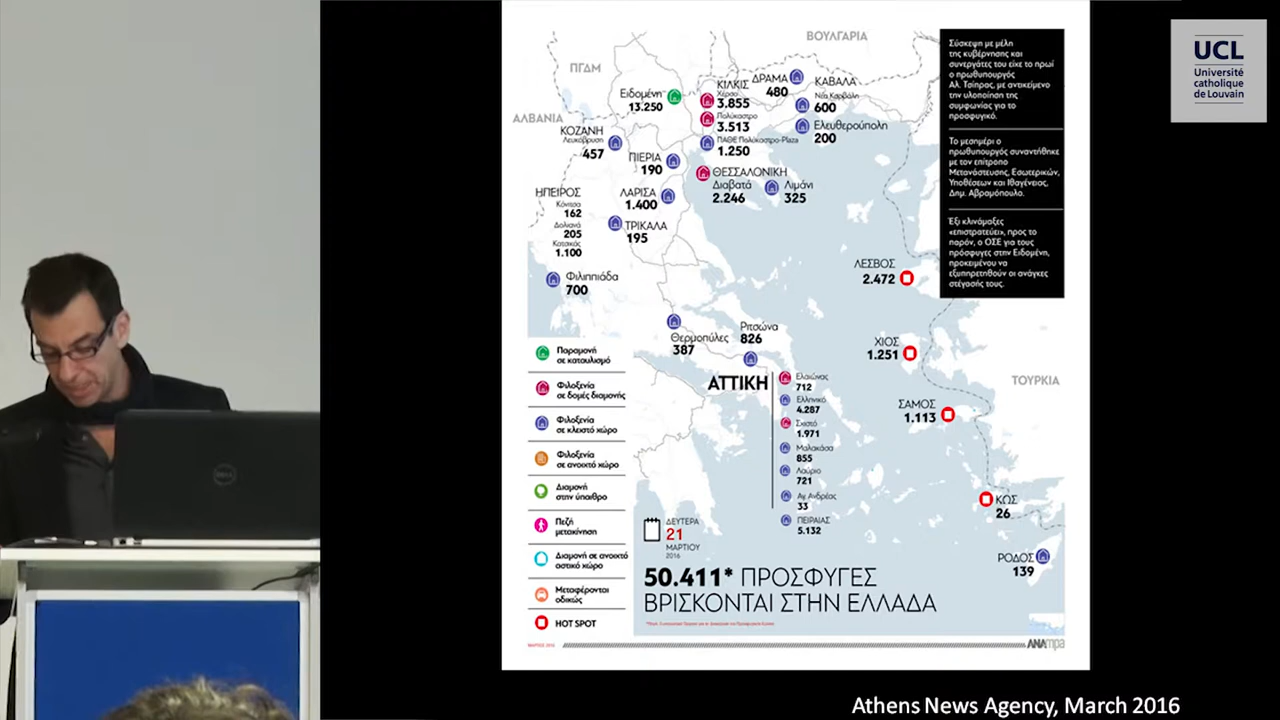 UCL
Université
catholique
de Louvain
ΒΟΥΛΓΑΡΙΑ
ΠΓΔΜ
ΑΛΒΑΝΙΑ
ΤΟΥΡΚΙΑ
Ειδομένη
13.250
ΚΙΛΚΙΣ
Χέρσο
3.855
Πολύκαστρο
3.513
ΠΑΘΕ Πολύκαστρο-Plaza
1.250
ΔΡΑΜΑ
480
ΚΑΒΑΛΑ
Νέα Καρβάλη
600
Ελευθερούπολη
200
ΚΟΖΑΝΗ
Λευκόβρυση
457
ΠΙΕΡΙΑ
190
ΘΕΣΣΑΛΟΝΙΚΗ
Διαβατά
2.246
Λιμάνι
325
ΗΠΕΙΡΟΣ
Κόνιτσα
162
Δολιανά
205
Κατσικάς
1.100
ΛΑΡΙΣΑ
1.400
ΤΡΙΚΑΛΑ
195
Φιλιππιάδα
700
Θερμοπύλες
387
Ριτσώνα
826
ΑΤΤΙΚΗ
Ελαιώνας
712
Ελληνικό
4.287
Σχιστό
1.971
Μαλακάσα
855
Λαύριο
721
Αγ. Ανδρέας
33
ΠΕΙΡΑΙΑΣ
5.132
ΛΕΣΒΟΣ
2.472
ΧΙΟΣ
1.251
ΣΑΜΟΣ
1.113
ΚΩΣ
26
ΡΟΔΟΣ
139
Σύσκεψη με μέλη
της κυβέρνησης και
συνεργάτες του είχε το πρωί
ο πρωθυπουργός
Αλ. Τσίπρας, με αντικείμενο
την υλοποίηση της
συμφωνίας για το
προσφυγικό.
Το μεσημέρι ο
πρωθυπουργός συναντήθηκε
με τον επίτροπο
Μετανάστευσης, Εσωτερικών,
Υποθέσεων και Ιθαγένειας,
Δημ. Αβραμόπουλο.
Έξι κλινάμαξες
«επιστρατεύει», προς το
παρόν, ο ΟΣΕ για τους
πρόσφυγες στην Ειδομένη,
προκειμένου να
εξυπηρετηθούν οι ανάγκες
στέγασής τους.
Παραμονή
σε καταυλισμό
Φιλοξενία
σε δομές διαμονής
Φιλοξενία
σε κλειστό χώρο
Φιλοξενία
σε ανοιχτό χώρο
Διαμονή
στην ύπαιθρο
Πεζή
μετακίνηση
Διαμονή σε ανοιχτό
αστικό χώρο
Μεταφέρονται
οδικώς
HOT SPOT
ΔΕΥΤΕΡΑ
21
ΜΑΡΤΙΟΥ
2016
50.411* ΠΡΟΣΦΥΓΕΣ
ΒΡΙΣΚΟΝΤΑΙ ΣΤΗΝ ΕΛΛΑΔΑ
ΜΑΡΤΙΟΣ 2016
ANAmpa
Athens News Agency, March 2016
DELL